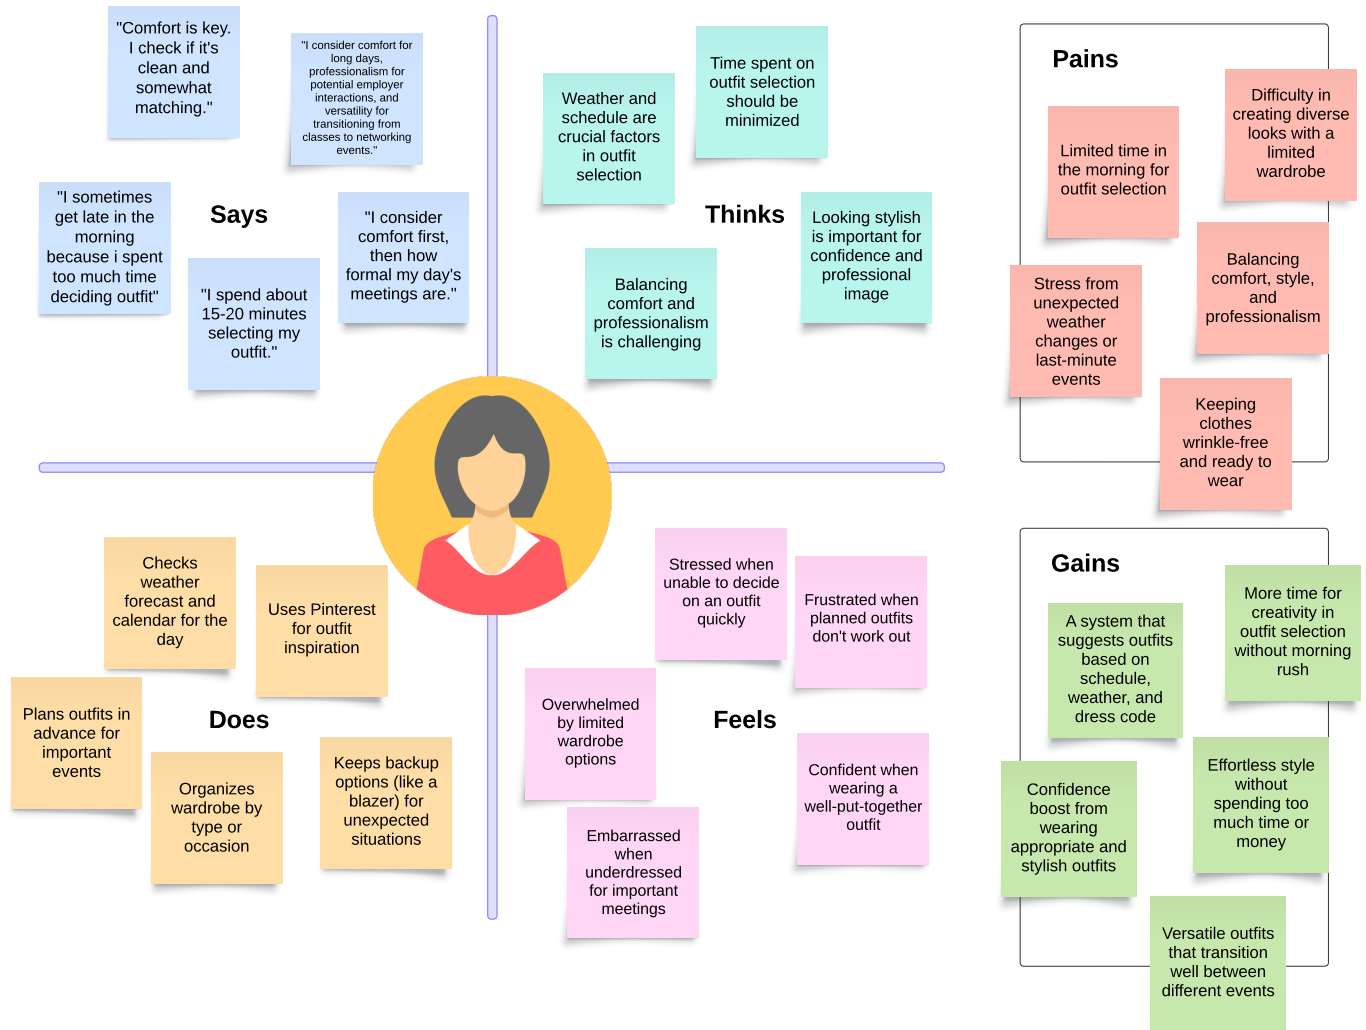 "Comfort is key.
I check if it's
clean and
somewhat
matching."
"I consider comfort for
long days,
professionalism for
potential employer
interactions, and
versatility for
transitioning from
classes to networking
events."
"I sometimes
get late in the
morning
because i spent
too much time
deciding outfit"
Says
"I spend about
15-20 minutes
selecting my
outfit."
"I consider
comfort first,
then how
formal my day's
meetings are."
Weather and
schedule are
crucial factors
in outfit
selection
Time spent on
outfit selection
should be
minimized
Thinks
Looking stylish
is important for
confidence and
professional
image
Balancing
comfort and
professionalism
is challenging
Pains
Difficulty in
creating diverse
looks with a
limited
wardrobe
Limited time in
the morning for
outfit selection
Balancing
comfort, style,
and
professionalism
Stress from
unexpected
weather
changes or
last-minute
events
Keeping
clothes
wrinkle-free
and ready to
wear
Checks
weather
forecast and
calendar for the
day
Uses Pinterest
for outfit
inspiration
Plans outfits in
advance for
important
events
Does
Organizes
wardrobe by
type or
occasion
Keeps backup
options (like a
blazer) for
unexpected
situations
Stressed when
unable to decide
on an outfit
quickly
Frustrated when
planned outfits
don't work out
Overwhelmed
by limited
wardrobe
options
Feels
Confident when
wearing a
well-put-together
outfit
Embarrassed
when
underdressed
for important
meetings
Gains
More time for
creativity in
outfit selection
without morning
rush
A system that
suggests outfits
based on
schedule,
weather, and
dress code
Effortless style
without
spending too
much time or
money
Confidence
boost from
wearing
appropriate and
stylish outfits
Versatile outfits
that transition
well between
different events